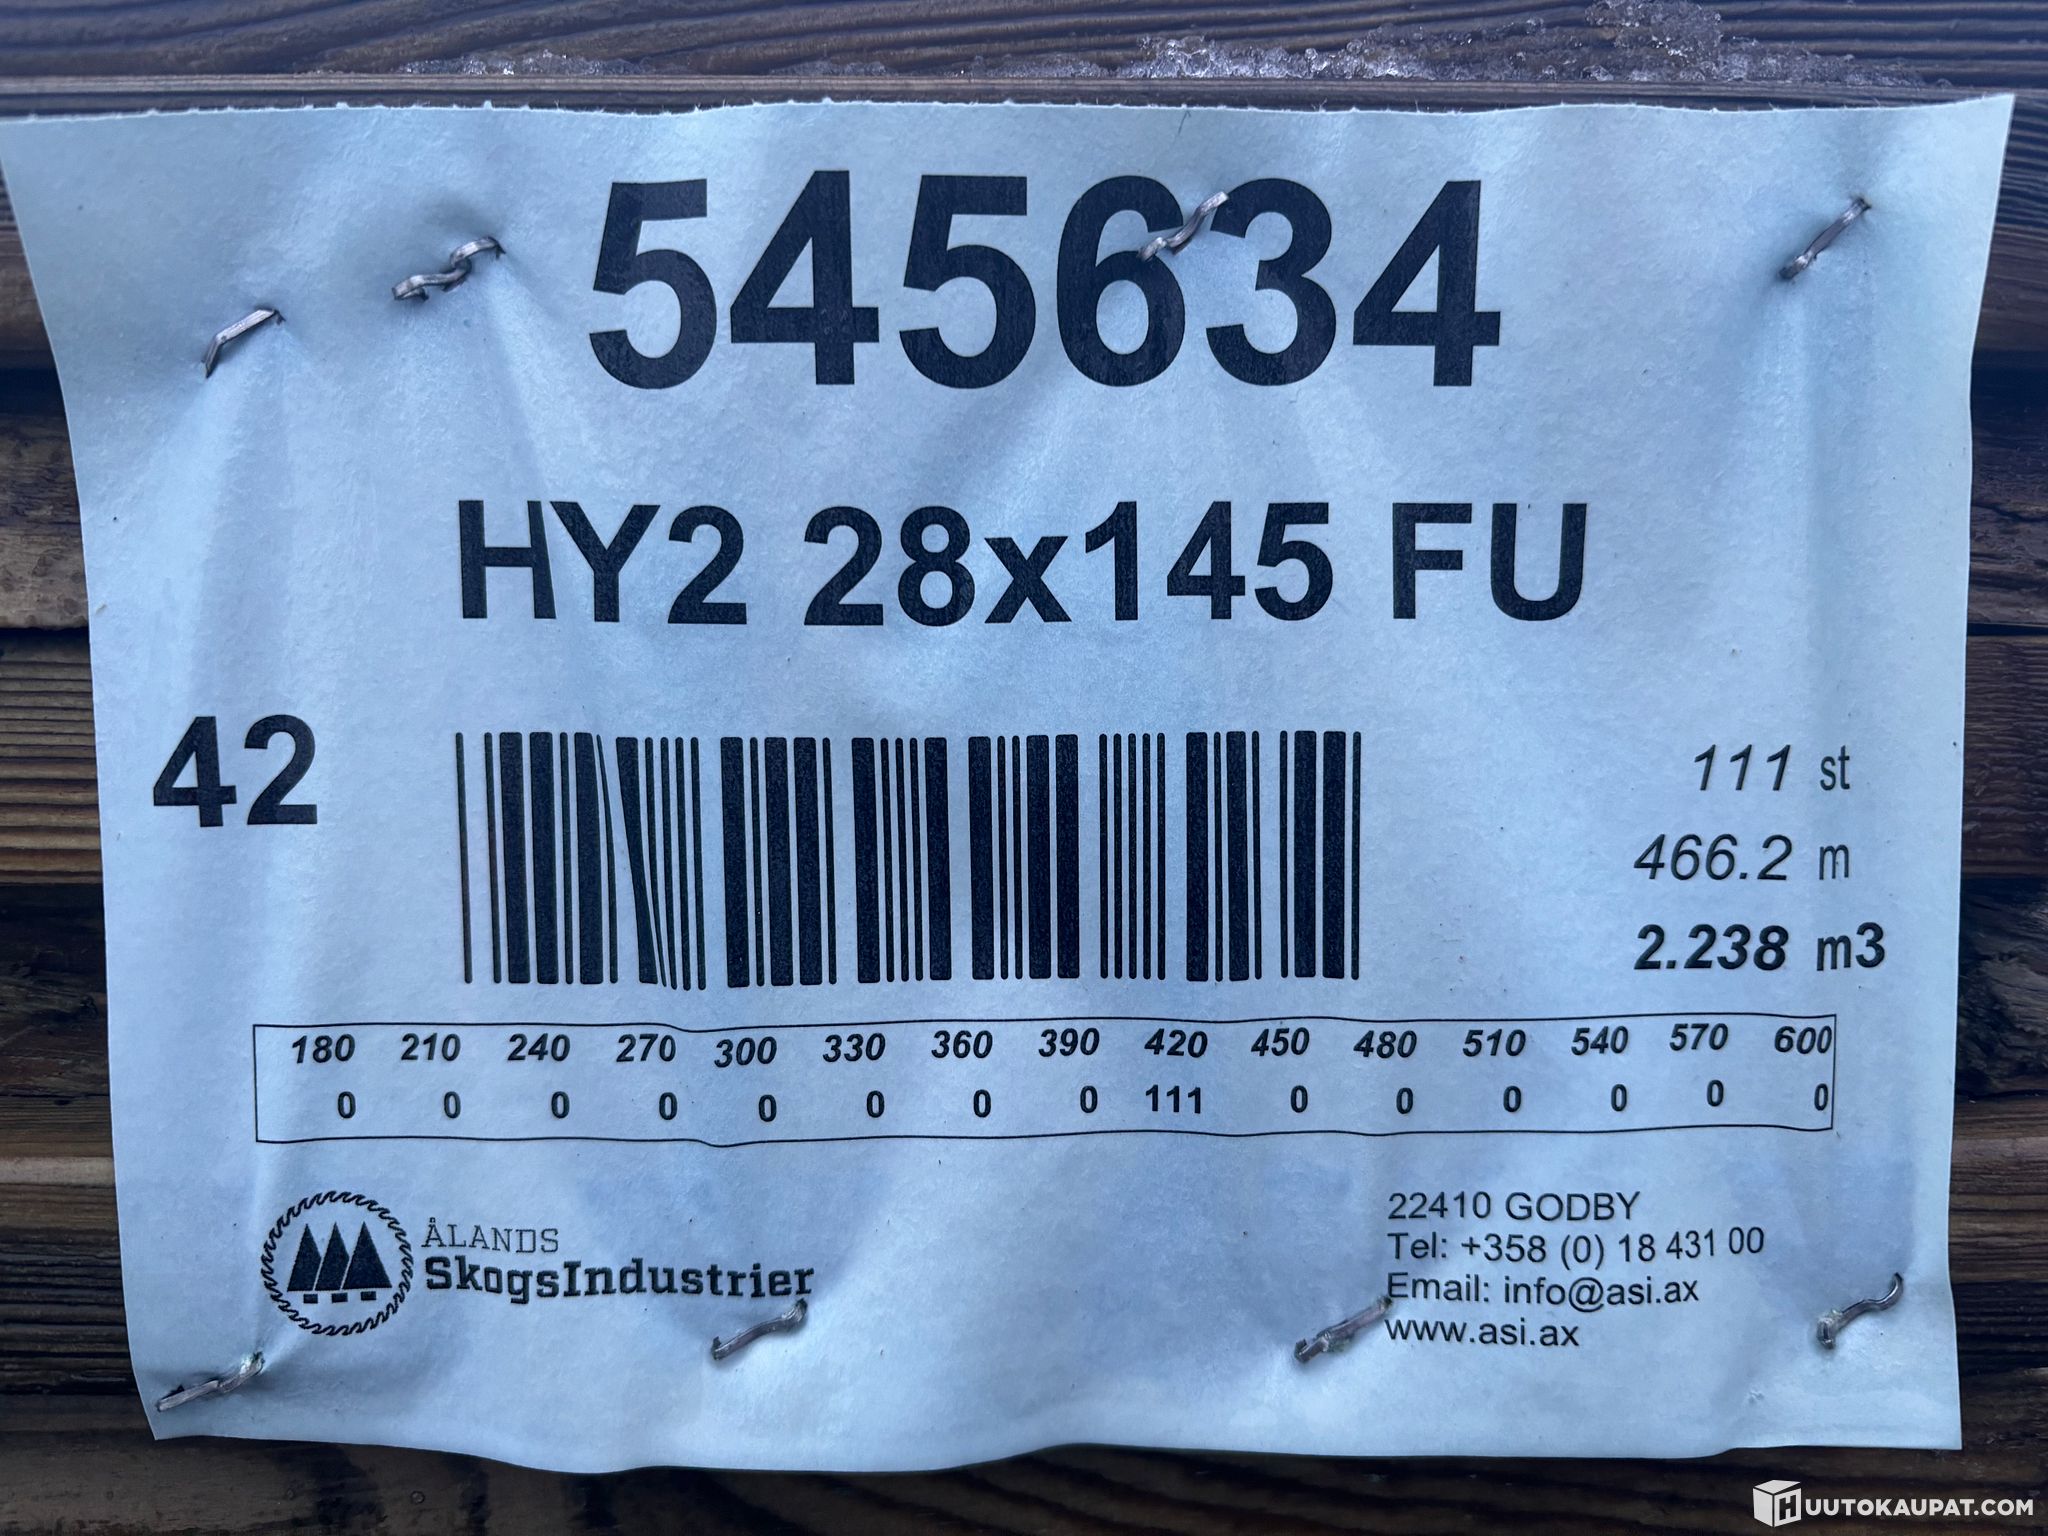 545634
HY2 28x145 FU
42
111 st
466.2 m
2.238 m3
180 210 240 270 300 330 360 390 420 450 480 510 540 570 600
0 0 0 0 0 0 0 0 111 0 0 0 0 0 0
ÅLANDS
SkogsIndustrier
22410 GODBY
Tel: +358 (0) 18 431 00
Email: info@asi.ax
www.asi.ax
HUUTOKAUPAT.COM